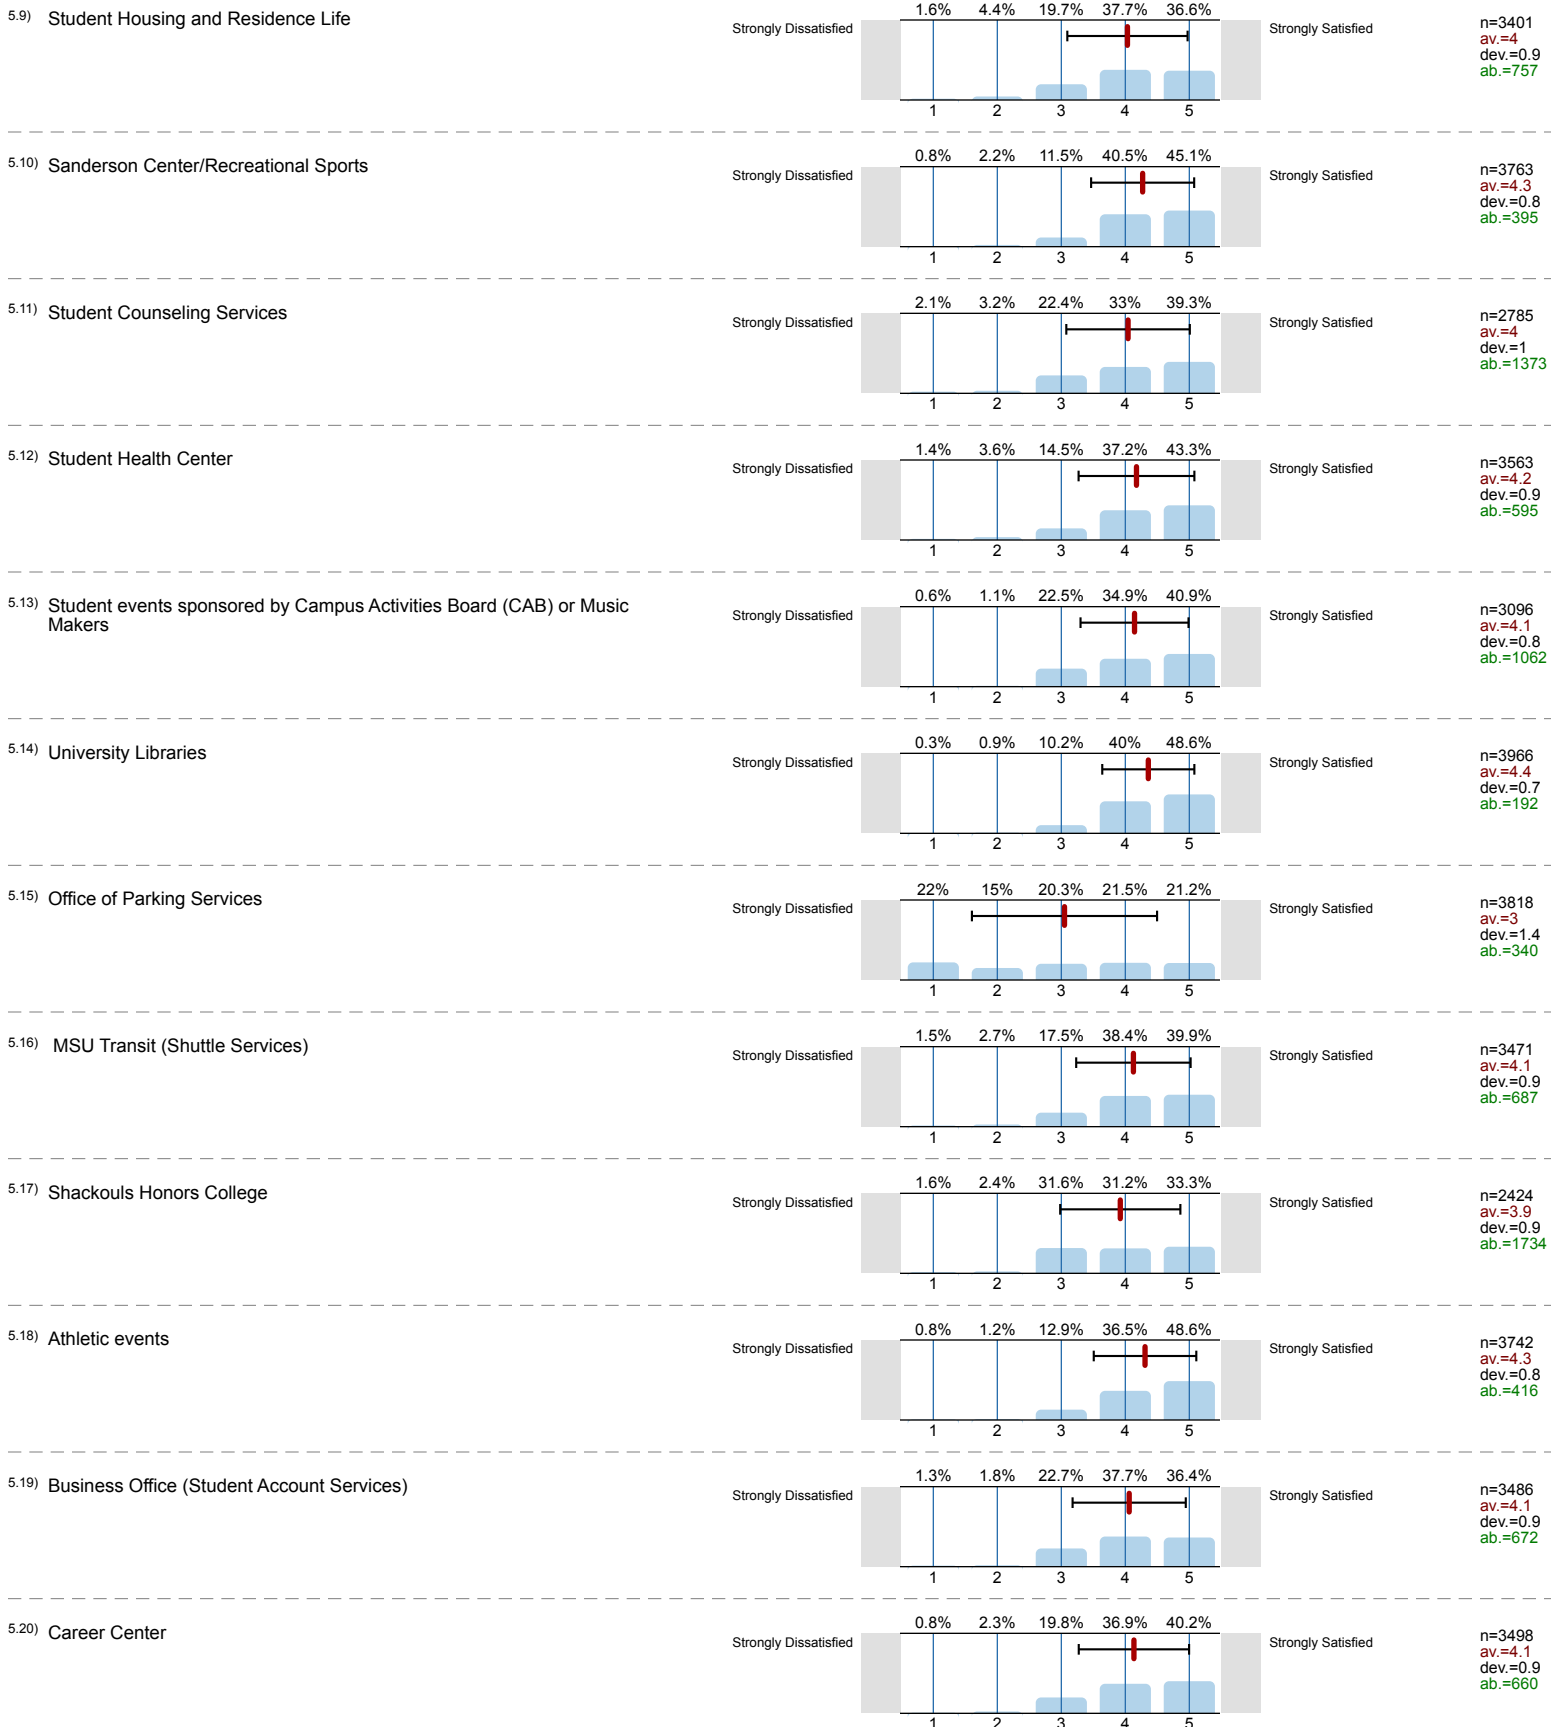 5.9) Student Housing and Residence Life
1.6% 4.4% 19.7% 37.7% 36.6%
Strongly Dissatisfied Strongly Satisfied
n=3401
av.=4
dev.=0.9
ab.=757
1 2 3 4 5
5.10) Sanderson Center/Recreational Sports
0.8% 2.2% 11.5% 40.5% 45.1%
Strongly Dissatisfied Strongly Satisfied
n=3763
av.=4.3
dev.=0.8
ab.=395
1 2 3 4 5
5.11) Student Counseling Services
2.1% 3.2% 22.4% 33% 39.3%
Strongly Dissatisfied Strongly Satisfied
n=2785
av.=4
dev.=1
ab.=1373
1 2 3 4 5
5.12) Student Health Center
1.4% 3.6% 14.5% 37.2% 43.3%
Strongly Dissatisfied Strongly Satisfied
n=3563
av.=4.2
dev.=0.9
ab.=595
1 2 3 4 5
5.13) Student events sponsored by Campus Activities Board (CAB) or Music
Makers
0.6% 1.1% 22.5% 34.9% 40.9%
Strongly Dissatisfied Strongly Satisfied
n=3096
av.=4.1
dev.=0.8
ab.=1062
1 2 3 4 5
5.14) University Libraries
0.3% 0.9% 10.2% 40% 48.6%
Strongly Dissatisfied Strongly Satisfied
n=3966
av.=4.4
dev.=0.7
ab.=192
1 2 3 4 5
5.15) Office of Parking Services
22% 15% 20.3% 21.5% 21.2%
Strongly Dissatisfied Strongly Satisfied
n=3818
av.=3
dev.=1.4
ab.=340
1 2 3 4 5
5.16) MSU Transit (Shuttle Services)
1.5% 2.7% 17.5% 38.4% 39.9%
Strongly Dissatisfied Strongly Satisfied
n=3471
av.=4.1
dev.=0.9
ab.=687
1 2 3 4 5
5.17) Shackouls Honors College
1.6% 2.4% 31.6% 31.2% 33.3%
Strongly Dissatisfied Strongly Satisfied
n=2424
av.=3.9
dev.=0.9
ab.=1734
1 2 3 4 5
5.18) Athletic events
0.8% 1.2% 12.9% 36.5% 48.6%
Strongly Dissatisfied Strongly Satisfied
n=3742
av.=4.3
dev.=0.8
ab.=416
1 2 3 4 5
5.19) Business Office (Student Account Services)
1.3% 1.8% 22.7% 37.7% 36.4%
Strongly Dissatisfied Strongly Satisfied
n=3486
av.=4.1
dev.=0.9
ab.=672
1 2 3 4 5
5.20) Career Center
0.8% 2.3% 19.8% 36.9% 40.2%
Strongly Dissatisfied Strongly Satisfied
n=3498
av.=4.1
dev.=0.9
ab.=660
1 2 3 4 5